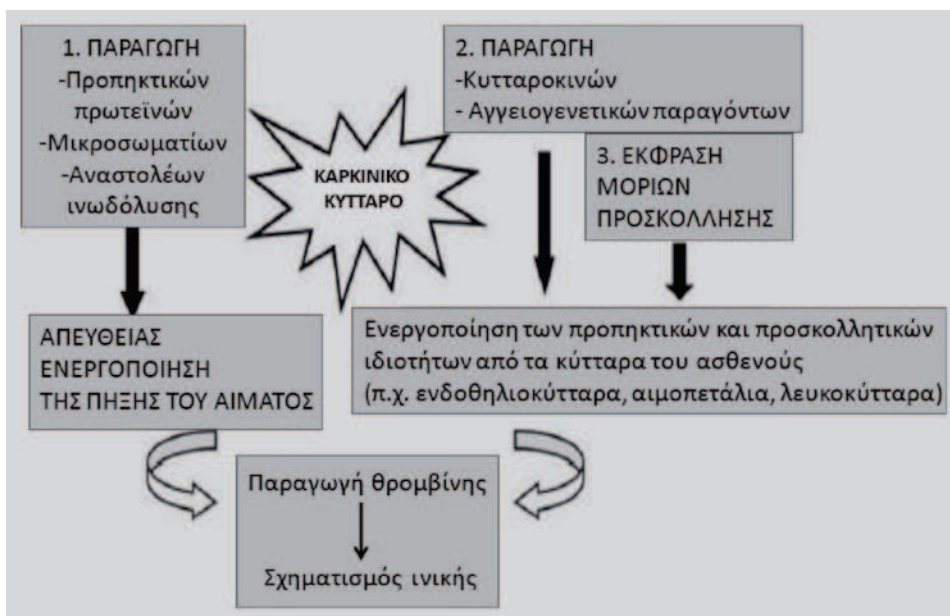 1. ΠΑΡΑΓΩΓΗ
-Προπηκτικών
πρωτεϊνών
-Μικροσωματίων
-Αναστολέων
ινωδόλυσης
ΚΑΡΚΙΝΙΚΟ
ΚΥΤΤΑΡΟ
2. ΠΑΡΑΓΩΓΗ
-Κυτταροκινών
- Αγγειογενετικών παραγόντων
3. ΕΚΦΡΑΣΗ
ΜΟΡΙΩΝ
ΠΡΟΣΚΟΛΛΗΣΗΣ
ΑΠΕΥΘΕΙΑΣ
ΕΝΕΡΓΟΠΟΙΗΣΗ
ΤΗΣ ΠΗΞΗΣ ΤΟΥ ΑΙΜΑΤΟΣ
Ενεργοποίηση των προπηκτικών και προσκολλητικών
ιδιοτήτων από τα κύτταρα του ασθενούς
(π.χ. ενδοθηλιοκύτταρα, αιμοπετάλια, λευκοκύτταρα)
Παραγωγή θρομβίνης
Σχηματισμός ινικής